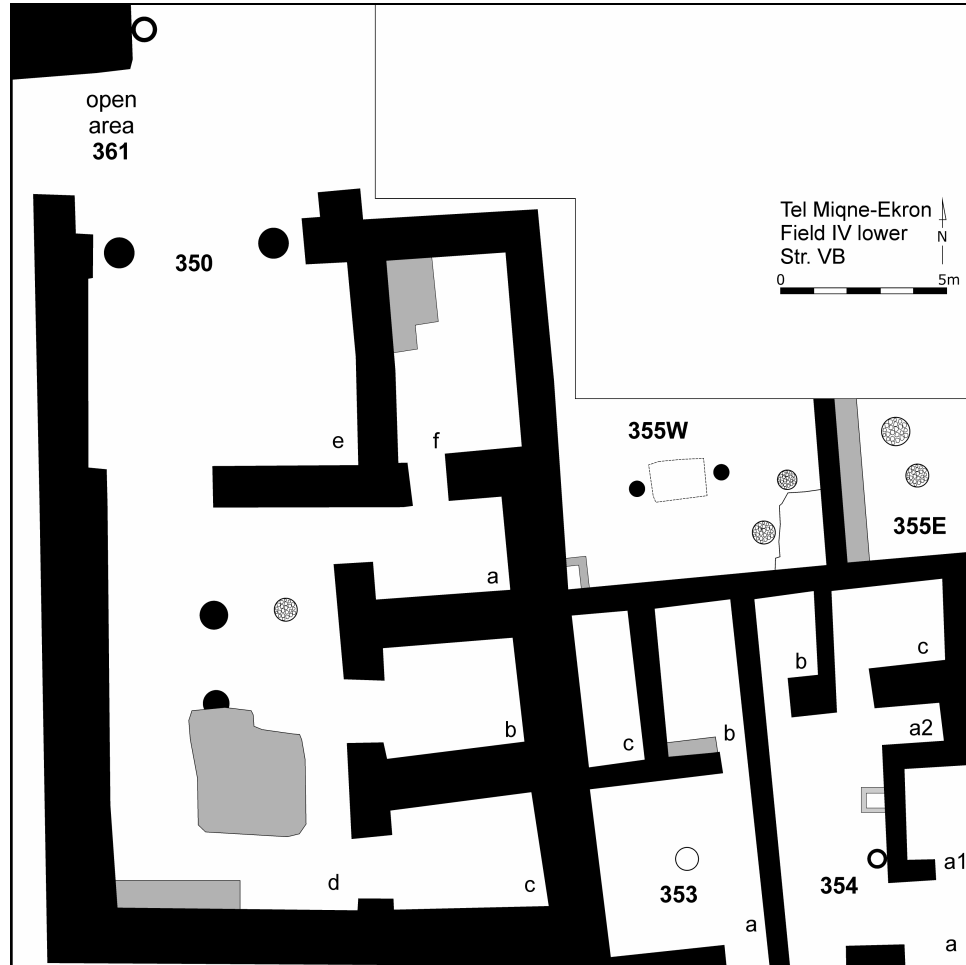 open
area
361
Tel Miqne-Ekron
Field IV lower
Str. VB
N
0 5m
350
e
f
355W
355E
a
b
c
d
c
b
353
a
b
c
a2
a1
354
a